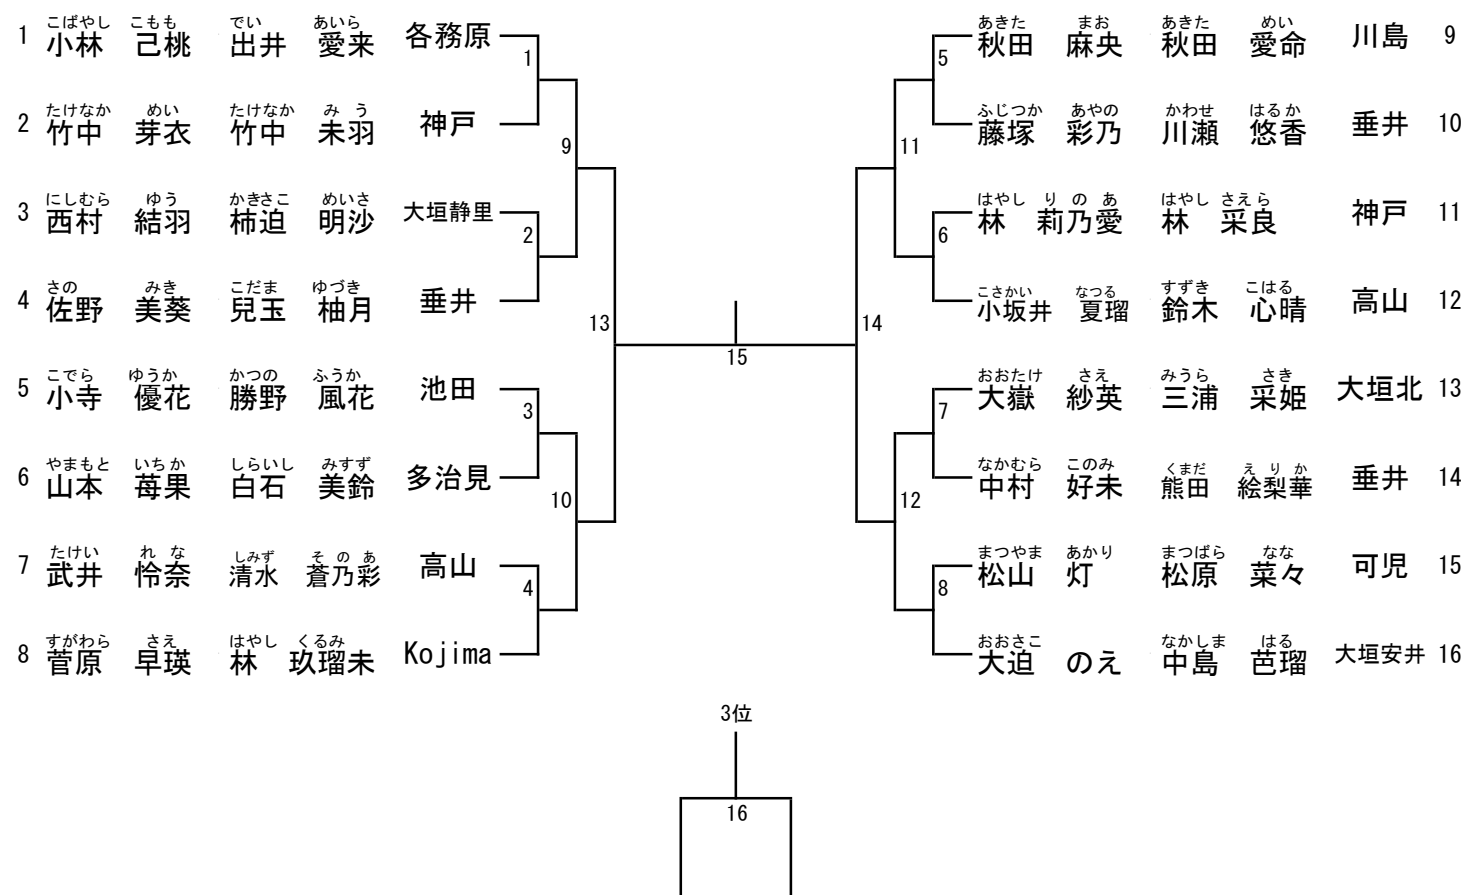 こばやし こもも でい あいら
1 小林 己桃 出井 愛来 各務原
1
たけなか めい たけなか み う
2 竹中 芽衣 竹中 未羽 神戸
9
にしむら ゆう かきさこ めいさ
3 西村 結羽 柿迫 明沙 大垣静里
2
さの みき こだま ゆづき
4 佐野 美葵 兒玉 柚月 垂井
13
こでら ゆうか かつの ふうか
5 小寺 優花 勝野 風花 池田
3
やまもと いちか しらいし みすず
6 山本 苺果 白石 美鈴 多治見
10
たけい れ な しみず そ の あ
7 武井 怜奈 清水 蒼乃彩 高山
4
すがわら さえ はやし くるみ
8 菅原 早瑛 林 玖瑠未 Kojima
15
あきた まお あきた めい
秋田 麻央 秋田 愛命 川島 9
5
ふじつか あやの かわせ はるか
藤塚 彩乃 川瀬 悠香 垂井 10
11
はやし り の あ はやし さえら
林 莉乃愛 林 采良 神戸 11
6
こさかい なつる すずき こはる
小坂井 夏瑠 鈴木 心晴 高山 12
14
おおたけ さえ みうら さき
大嶽 紗英 三浦 采姫 大垣北 13
7
なかむら このみ くまだ え り か
中村 好未 熊田 絵梨華 垂井 14
12
まつやま あかり まつばら なな
松山 灯 松原 菜々 可児 15
8
おおさこ なかしま はる
大迫 のえ 中島 芭瑠 大垣安井 16
3位
16